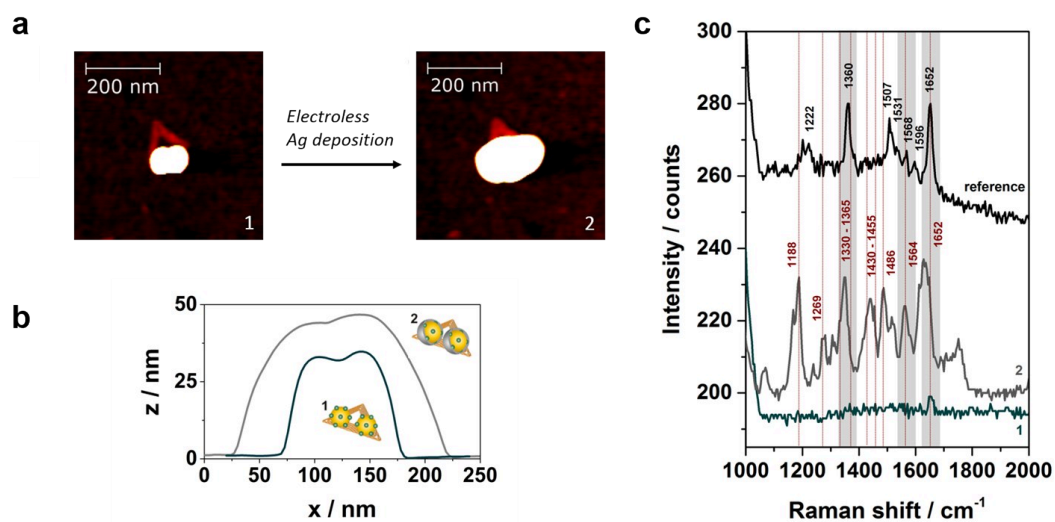 a
200 nm
1
Electroless
Ag deposition
200 nm
2
b
z / nm
50
25
0
2
1
0 50 100 150 200 250
x / nm
c
Intensity / counts
300
280
260
240
220
200
1222
1360
1507
1531
1568
1596
1652
reference
1188
1269
1330 - 1365
1430 - 1455
1486
1564
1652
2
1
1000 1200 1400 1600 1800 2000
Raman shift / cm⁻¹